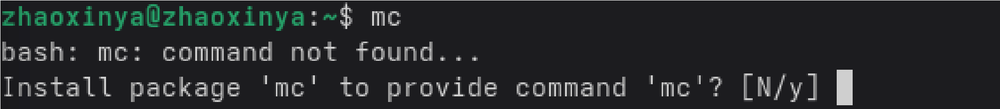 zhaoxinya@zhaoxinya:~$ mc
bash: mc: command not found...
Install package 'mc' to provide command 'mc'? [N/y]